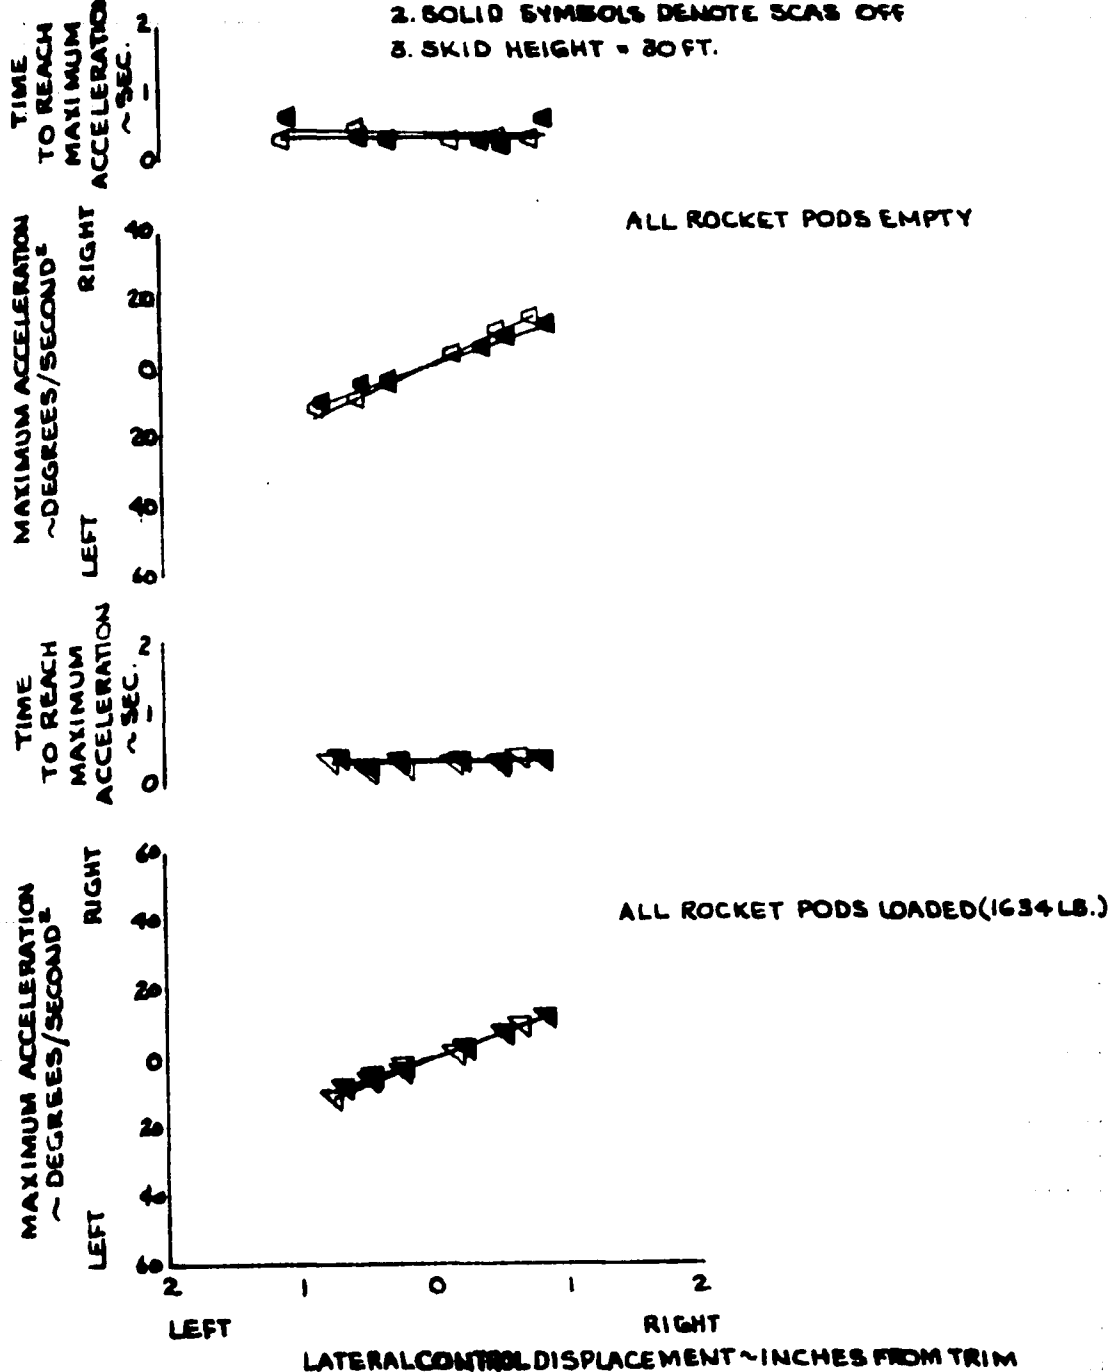 2. SOLID SYMBOLS DENOTE SCAS OFF
3. SKID HEIGHT = 30 FT.
TIME
TO REACH
MAXIMUM
ACCELERATION
~SEC.
2
1
0
ALL ROCKET PODS EMPTY
MAXIMUM ACCELERATION
~DEGREES/SECOND²
RIGHT
LEFT
40
20
0
20
40
60
TIME
TO REACH
MAXIMUM
ACCELERATION
~SEC.
2
1
0
ALL ROCKET PODS LOADED(1634 LB.)
MAXIMUM ACCELERATION
~ DEGREES/SECOND²
RIGHT
LEFT
60
40
20
0
20
40
60
2 1 0 1 2
LEFT RIGHT
LATERAL CONTROL DISPLACEMENT ~ INCHES FROM TRIM